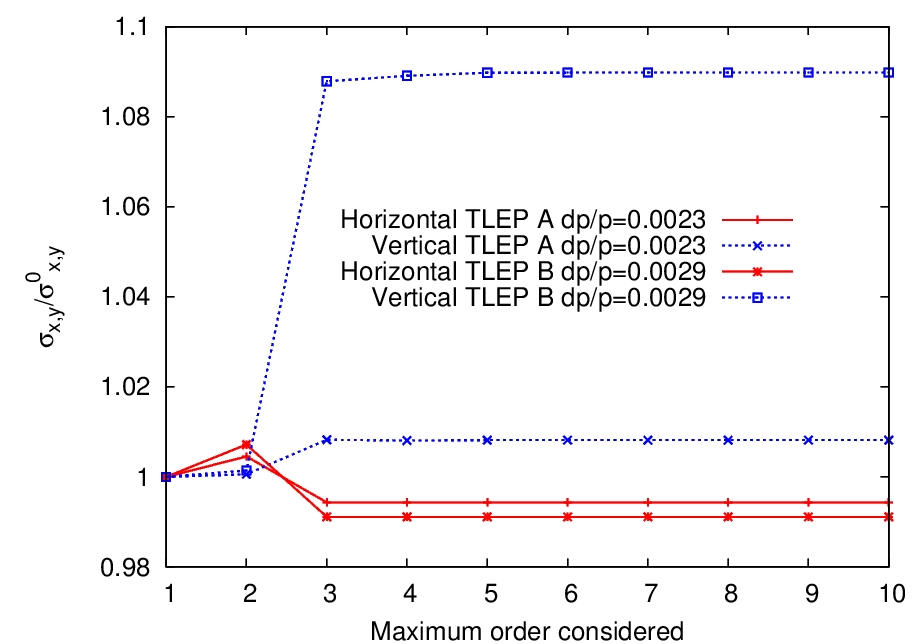 1.1
1.08
1.06
1.04
1.02
1
0.98
σx,y/σ⁰x,y
Horizontal TLEP A dp/p=0.0023
Vertical TLEP A dp/p=0.0023
Horizontal TLEP B dp/p=0.0029
Vertical TLEP B dp/p=0.0029
1 2 3 4 5 6 7 8 9 10
Maximum order considered